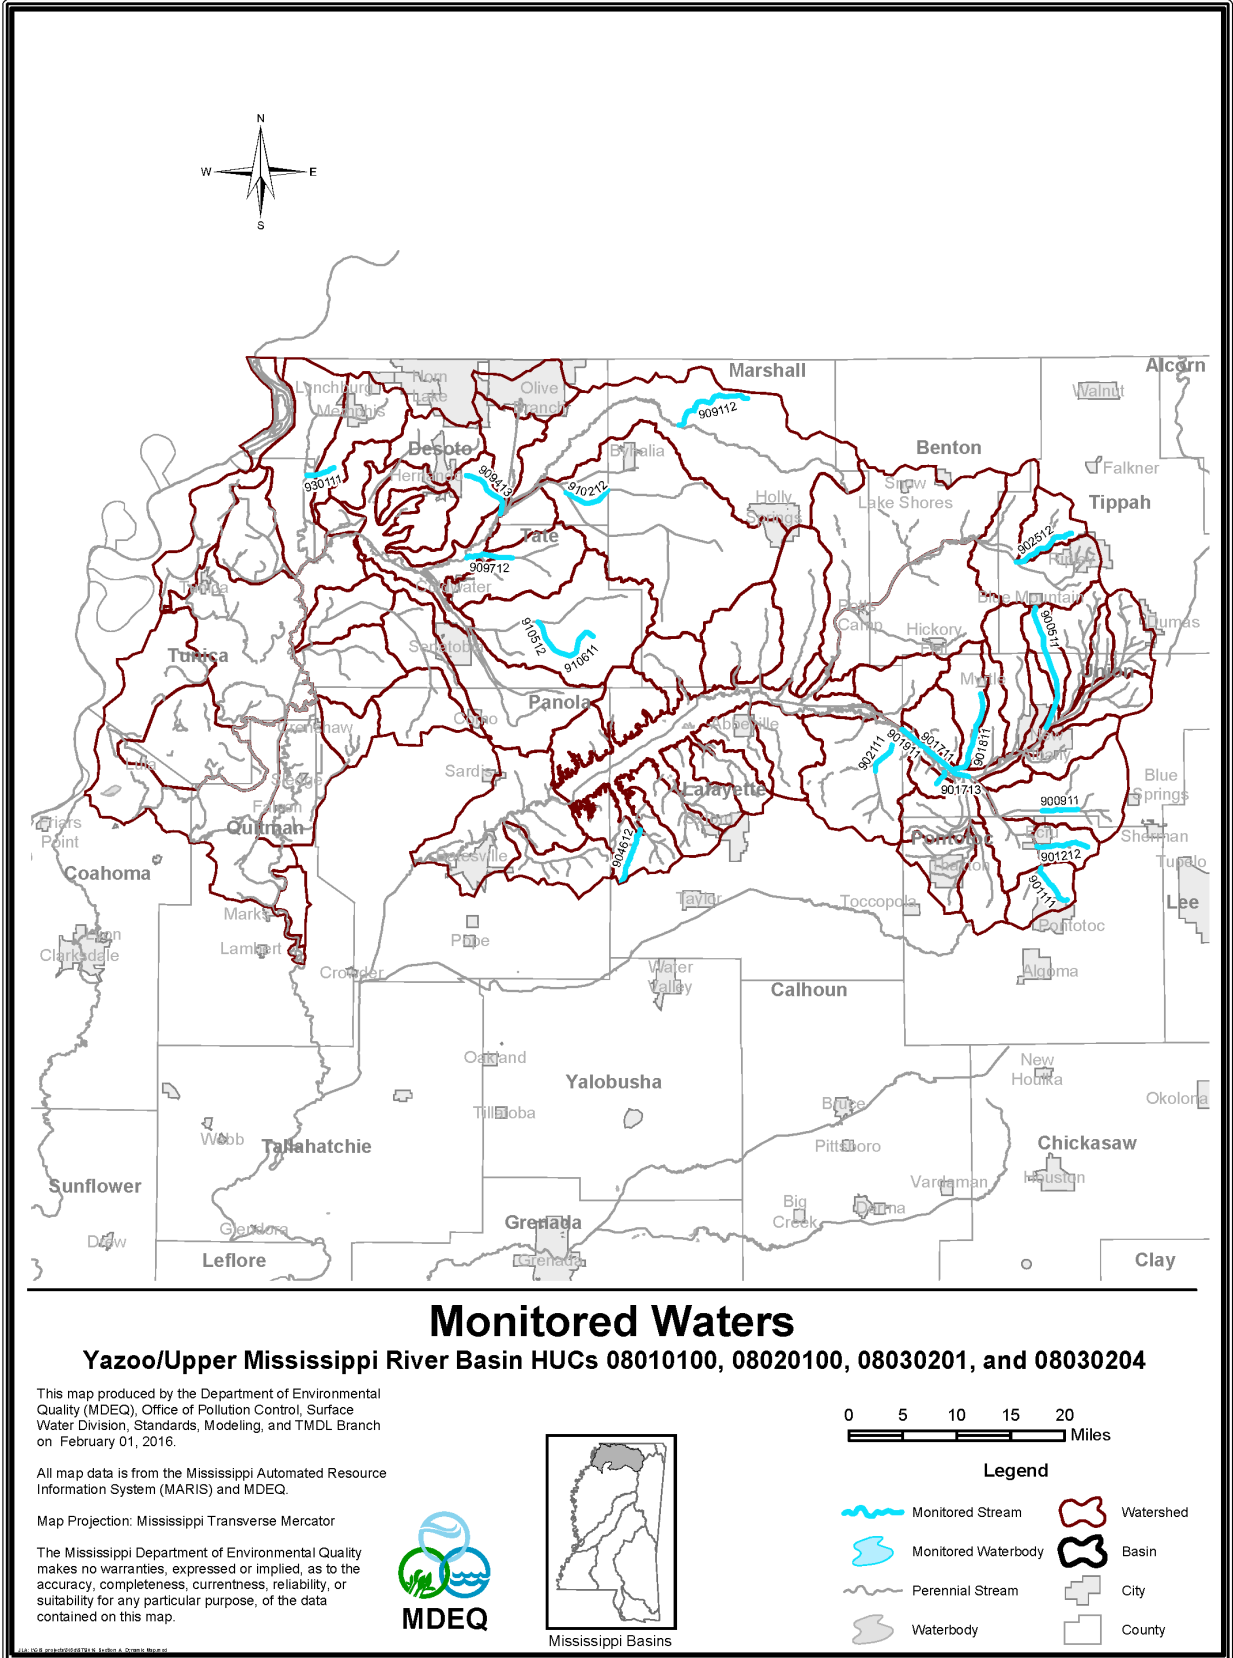 N
W
E
S
Marshall
Alcorn
Lynchburg
Horn
Lake
Olive
Branch
Walnut
Memphis
909112
Desoto
Byhalia
Benton
Falkner
Hernando
909413
930111
910212
Snow
Lake Shores
Holly
Springs
Tippah
Tate
902512
Ripley
909712
Coldwater
Tunica
Blue Mountain
Potts
Camp
Hickory
Flat
900511
Dumas
Senatobia
910512
910611
Tunica
Union
Myrtle
Panola
Como
Abbeville
Crenshaw
901911
901711
901811
New
Albany
902111
Lula
Sledge
Sardis
Lafayette
901713
Blue
Springs
900911
Falcon
Quitman
Friars
Point
Oxford
Pontotoc
Ecru
Sherman
904612
901212
Batesville
Thaxton
Tupelo
Coahoma
901111
Marks
Taylor
Toccopola
Lee
Pontotoc
Lyon
Clarksdale
Lambert
Pope
Crowder
Water
Valley
Algoma
Calhoun
Oakland
New
Houlka
Yalobusha
Okolona
Tillatoba
Bruce
Webb
Tallahatchie
Pittsboro
Chickasaw
Sunflower
Vardaman
Houston
Big
Creek
Derma
Glendora
Grenada
Drew
Leflore
Grenada
Clay
Monitored Waters
Yazoo/Upper Mississippi River Basin HUCs 08010100, 08020100, 08030201, and 08030204
This map produced by the Department of Environmental
Quality (MDEQ), Office of Pollution Control, Surface
Water Division, Standards, Modeling, and TMDL Branch
on February 01, 2016.
All map data is from the Mississippi Automated Resource
Information System (MARIS) and MDEQ.
Map Projection: Mississippi Transverse Mercator
The Mississippi Department of Environmental Quality
makes no warranties, expressed or implied, as to the
accuracy, completeness, currentness, reliability, or
suitability for any particular purpose, of the data
contained on this map.
MDEQ
Mississippi Basins
0 5 10 15 20
Miles
Legend
Monitored Stream
Watershed
Monitored Waterbody
Basin
Perennial Stream
City
Waterbody
County